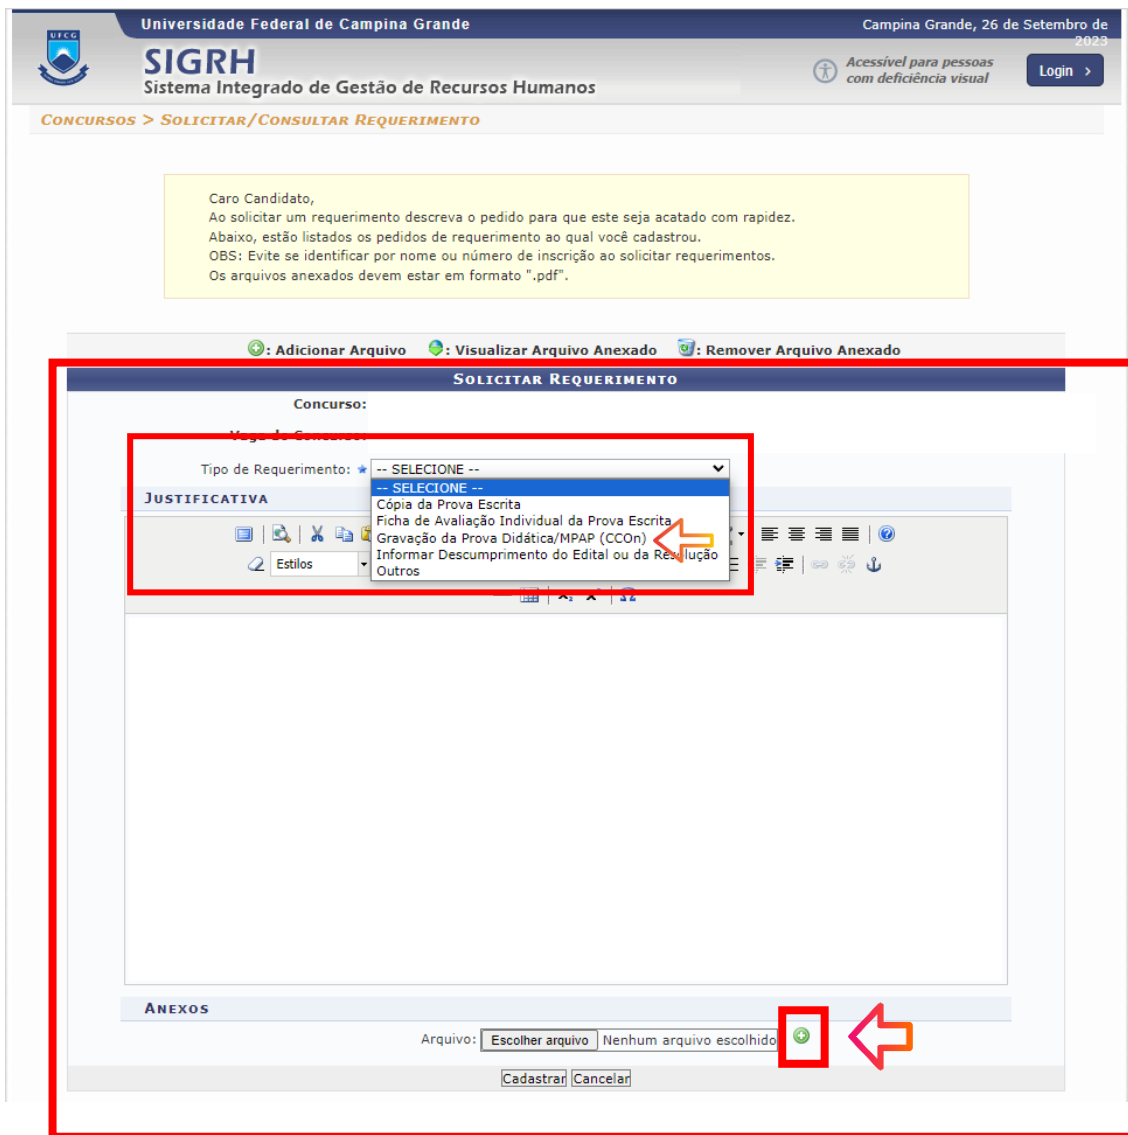 UFCG
Universidade Federal de Campina Grande
Campina Grande, 26 de Setembro de
2023
SIGRH
Sistema Integrado de Gestão de Recursos Humanos
Acessível para pessoas
com deficiência visual
Login >
Concursos > Solicitar/Consultar Requerimento
Caro Candidato,
Ao solicitar um requerimento descreva o pedido para que este seja acatado com rapidez.
Abaixo, estão listados os pedidos de requerimento ao qual você cadastrou.
OBS: Evite se identificar por nome ou número de inscrição ao solicitar requerimentos.
Os arquivos anexados devem estar em formato ".pdf".
: Adicionar Arquivo : Visualizar Arquivo Anexado : Remover Arquivo Anexado
Solicitar Requerimento
Concurso:
Vaga do Concurso:
Tipo de Requerimento: -- SELECIONE --
-- SELECIONE --
Justificativa
Cópia da Prova Escrita
Ficha de Avaliação Individual da Prova Escrita
Gravação da Prova Didática/MPAP (CCOn)
Informar Descumprimento do Edital ou da Resolução
Outros
Estilos
Anexos
Arquivo: Escolher arquivo Nenhum arquivo escolhido
Cadastrar Cancelar